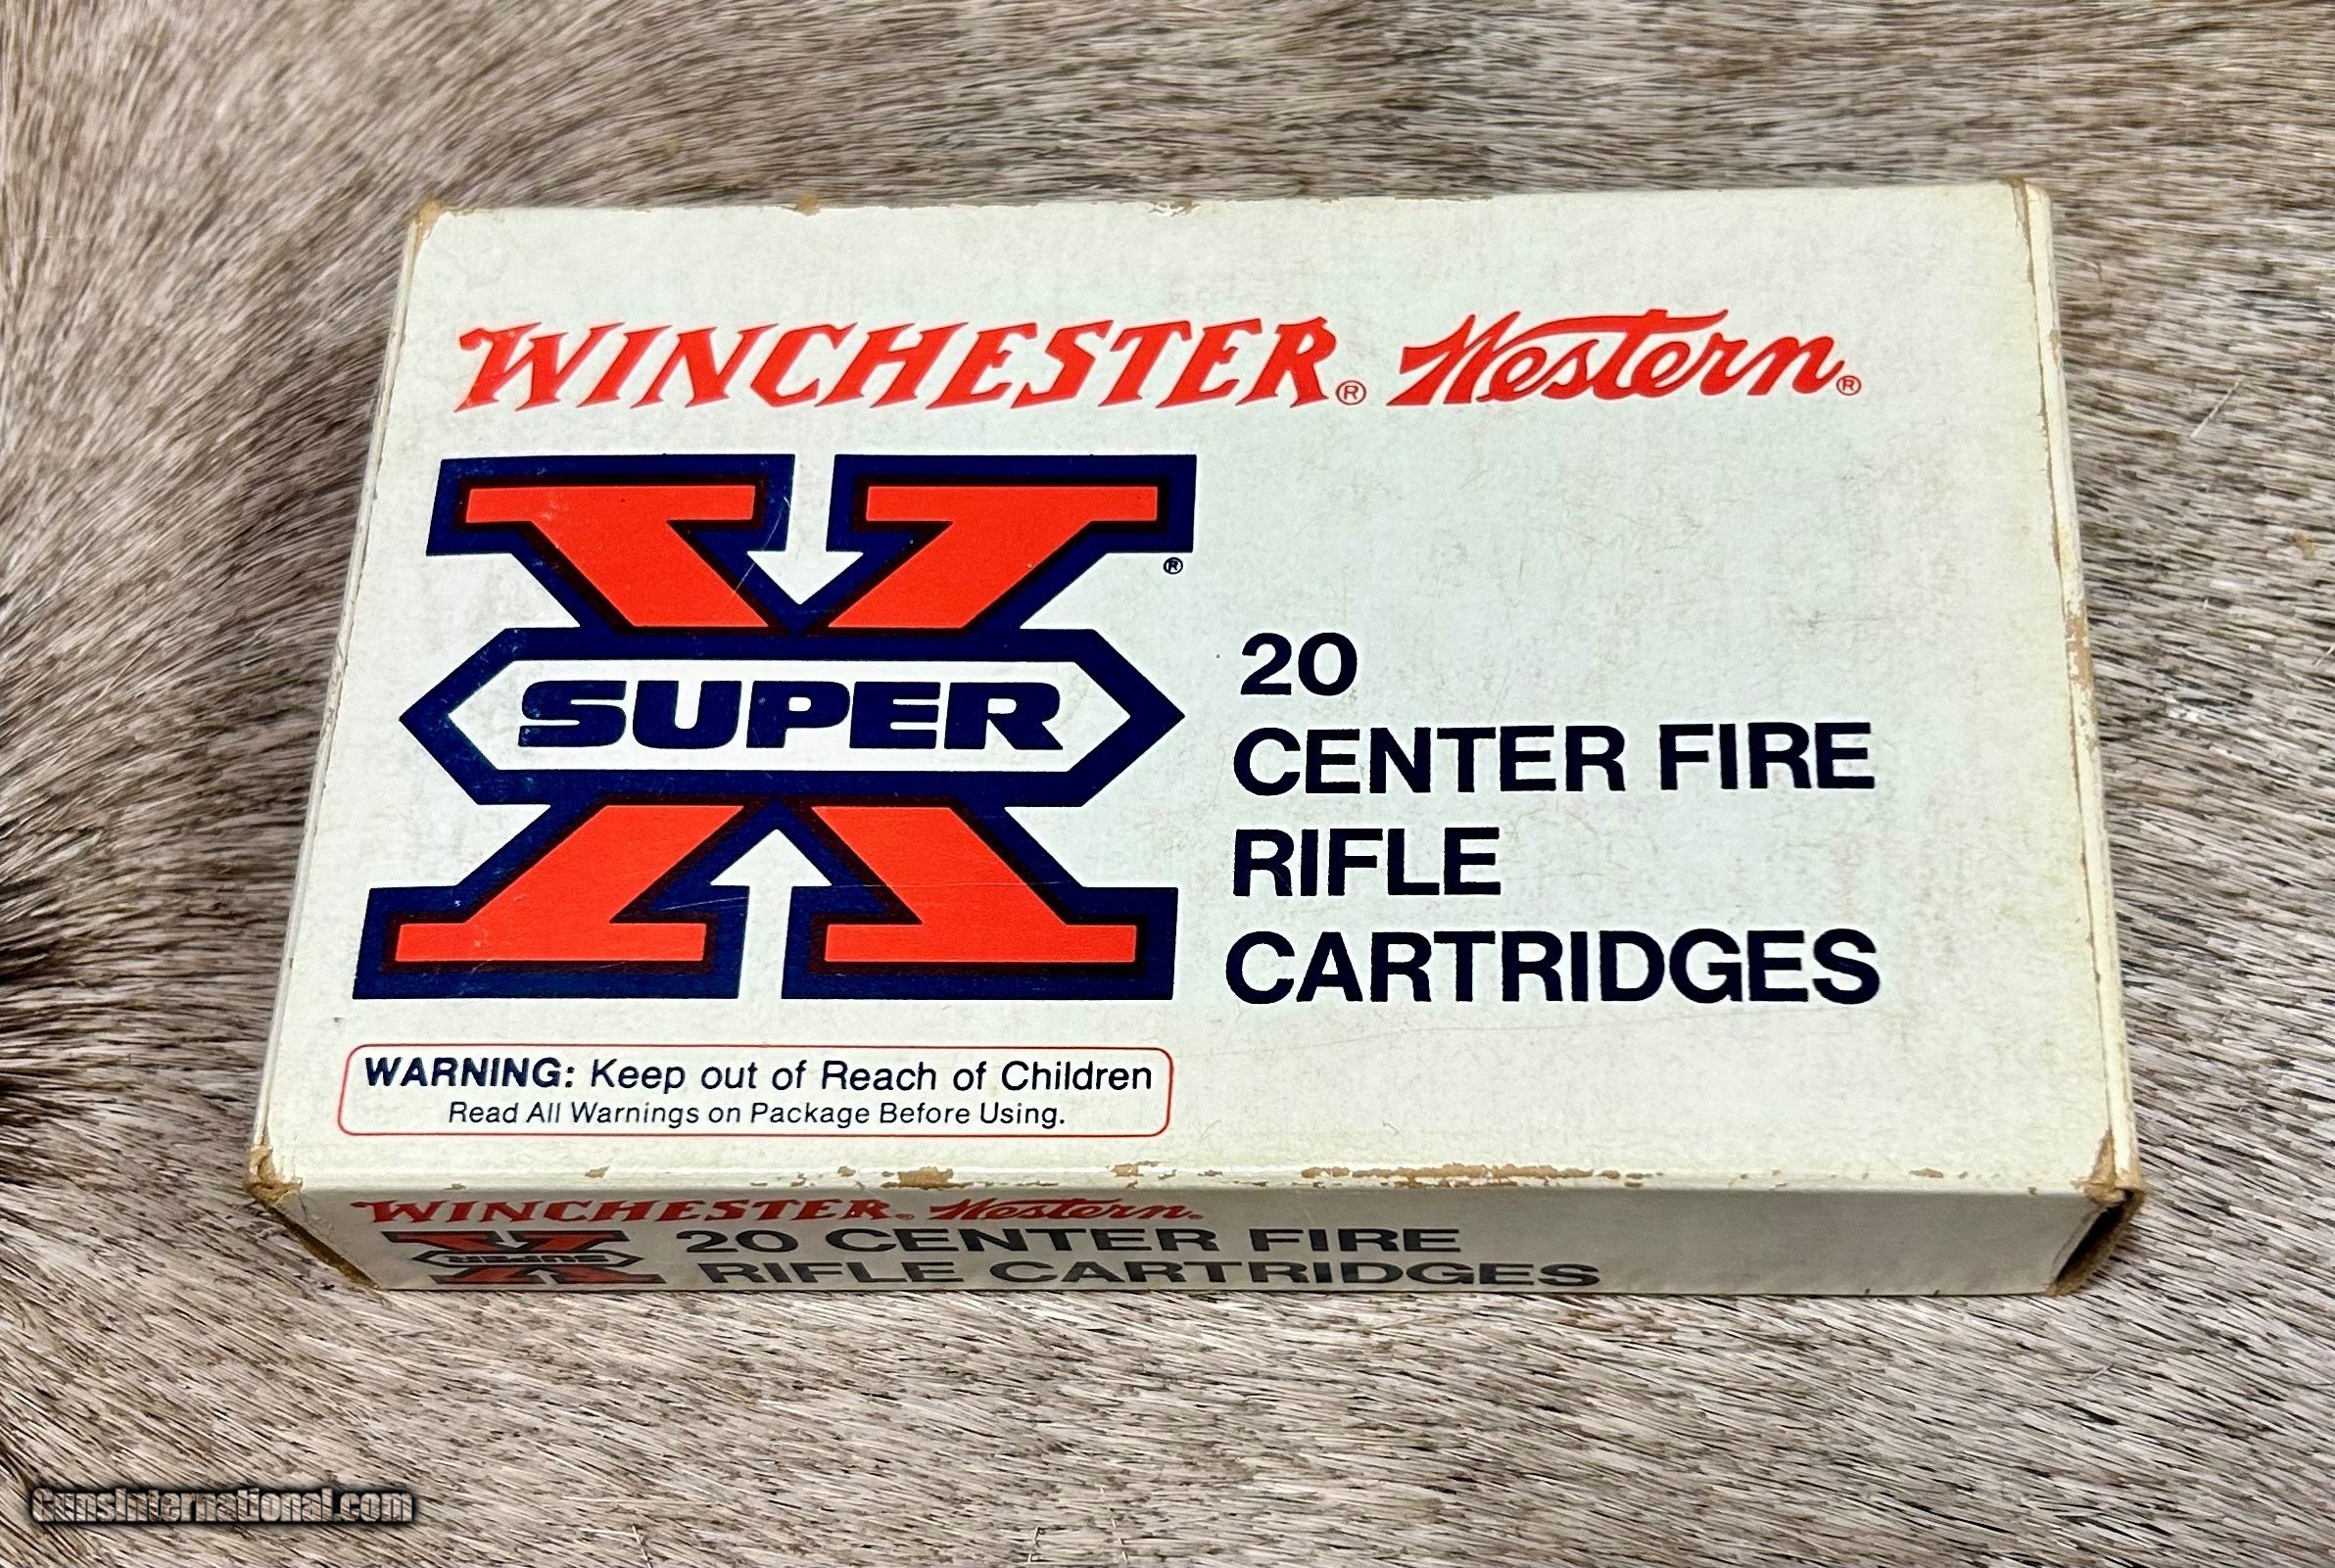 WINCHESTER® Western®
X®
SUPER
20
CENTER FIRE
RIFLE
CARTRIDGES
WARNING: Keep out of Reach of Children
Read All Warnings on Package Before Using.
WINCHESTER® Western®
X SUPER
20 CENTER FIRE
RIFLE CARTRIDGES
GunsInternational.com